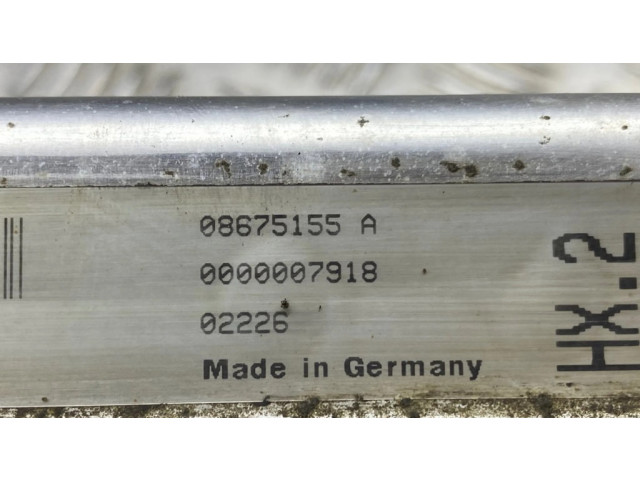 08675155 A
0000007918
02226
Made in Germany
HX.2